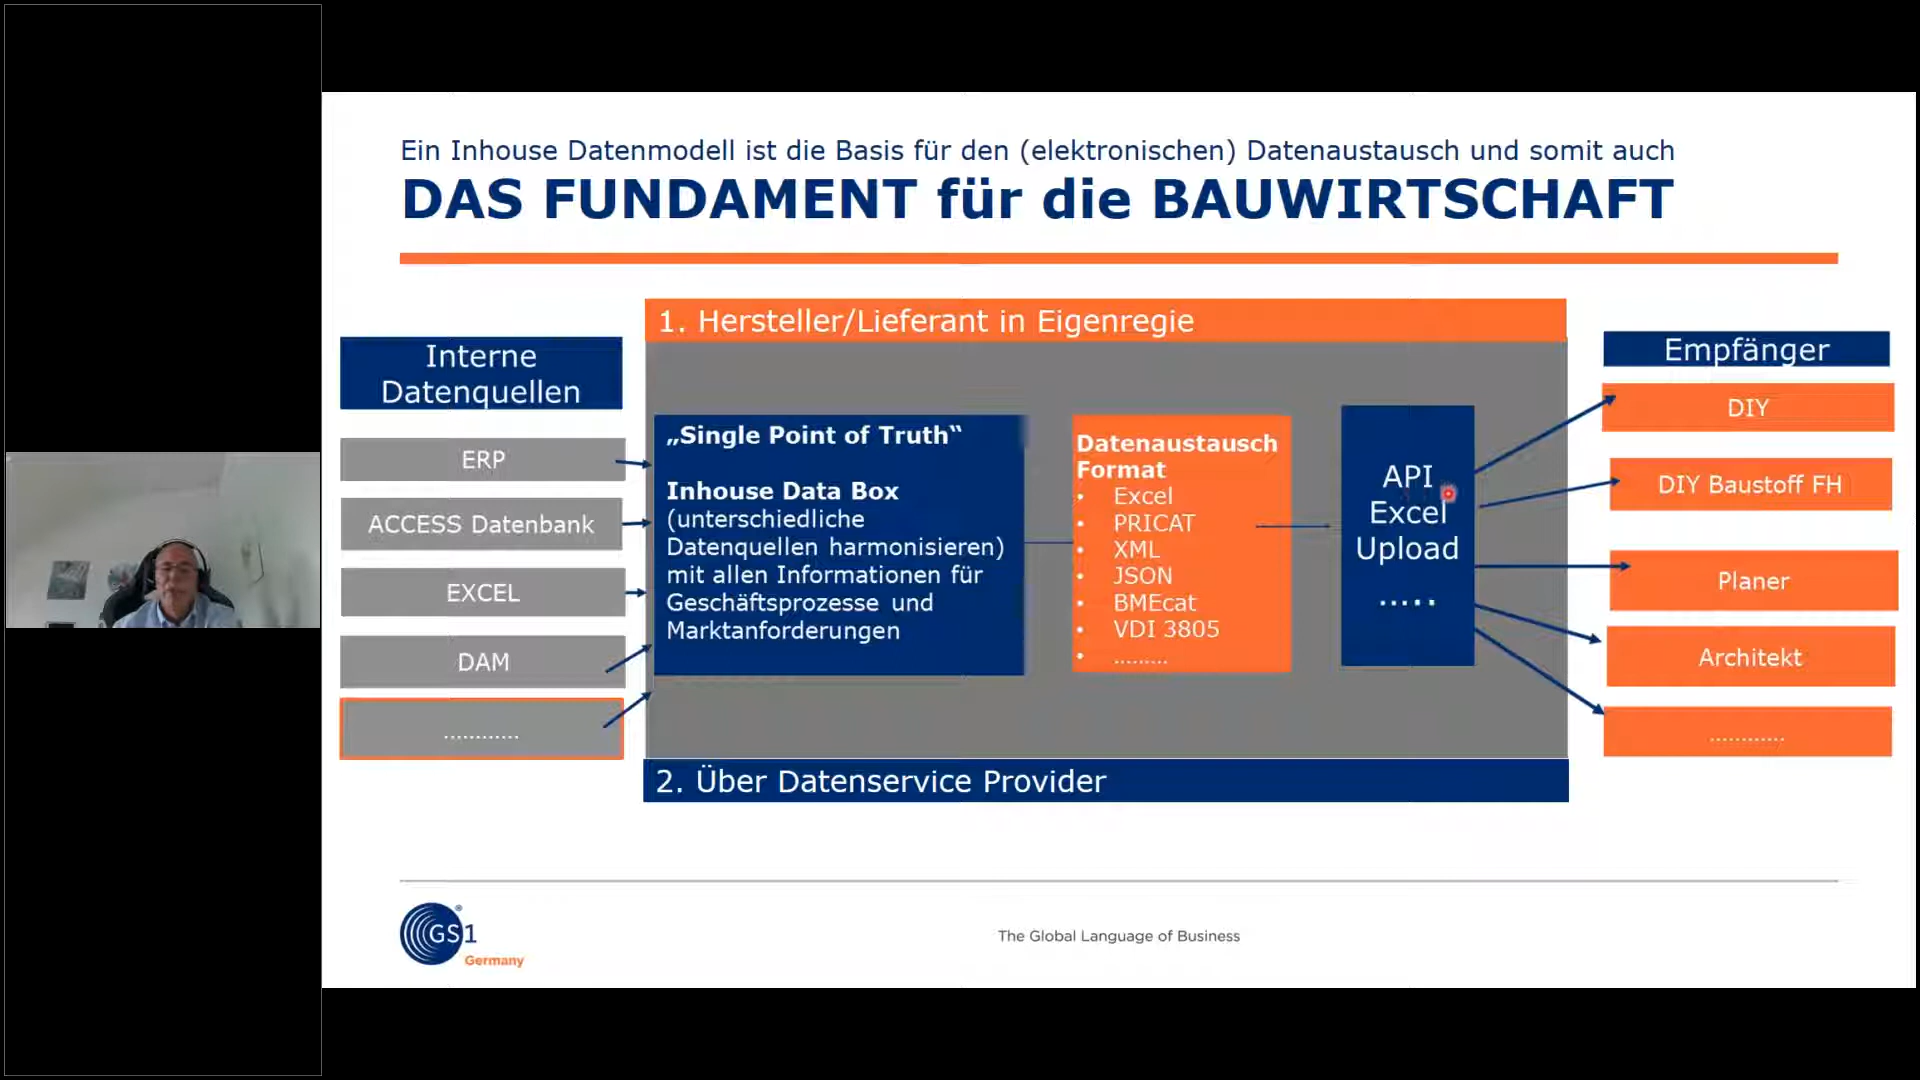 Ein Inhouse Datenmodell ist die Basis für den (elektronischen) Datenaustausch und somit auch
DAS FUNDAMENT für die BAUWIRTSCHAFT
Interne
Datenquellen
ERP
ACCESS Datenbank
EXCEL
DAM
............
1. Hersteller/Lieferant in Eigenregie
„Single Point of Truth“
Inhouse Data Box
(unterschiedliche
Datenquellen harmonisieren)
mit allen Informationen für
Geschäftsprozesse und
Marktanforderungen
Datenaustausch
Format
• Excel
• PRICAT
• XML
• JSON
• BMEcat
• VDI 3805
• .........
API
Excel
Upload
.....
2. Über Datenservice Provider
Empfänger
DIY
DIY Baustoff FH
Planer
Architekt
............
GS1®
Germany
The Global Language of Business